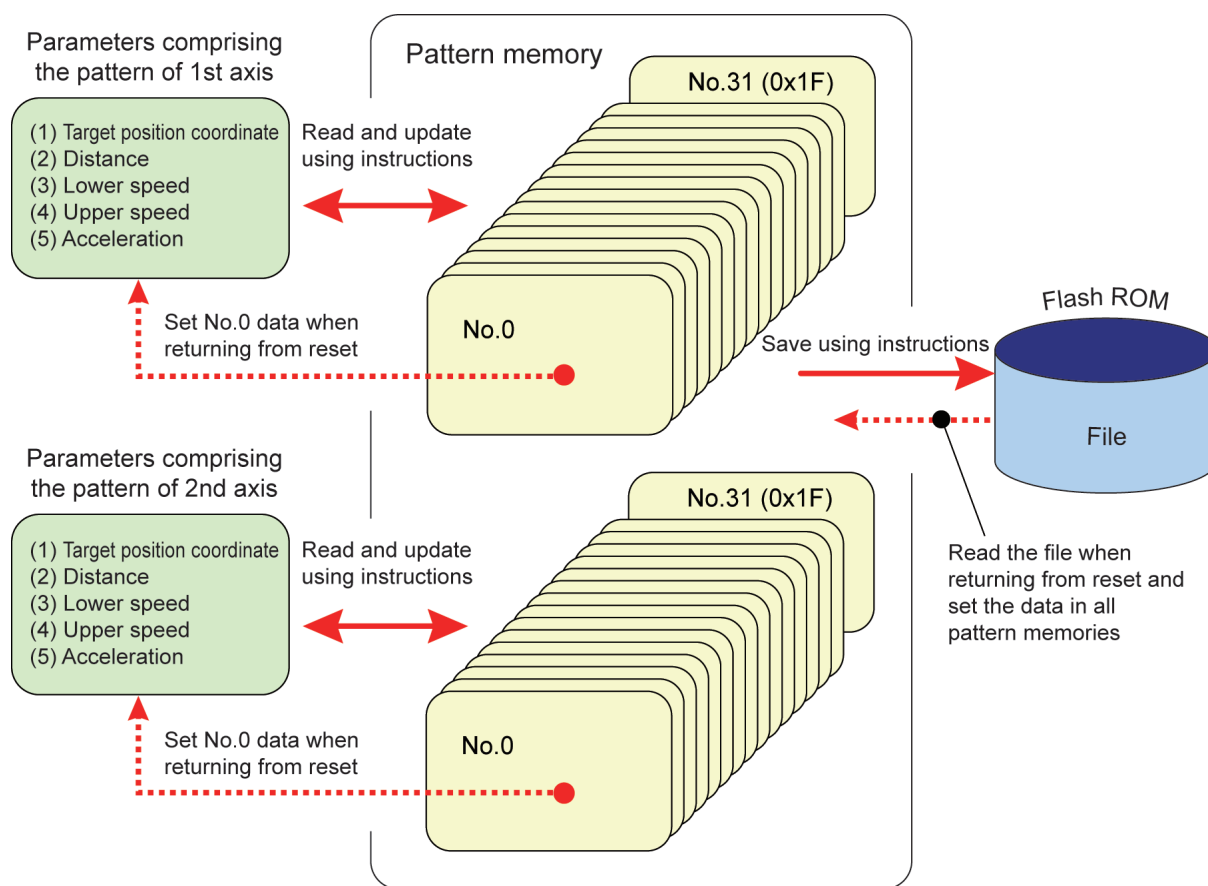 Parameters comprising
the pattern of 1st axis
(1) Target position coordinate
(2) Distance
(3) Lower speed
(4) Upper speed
(5) Acceleration
Read and update
using instructions
Set No.0 data when
returning from reset
Pattern memory
No.31 (0x1F)
No.0
Save using instructions
Flash ROM
File
Read the file when
returning from reset and
set the data in all
pattern memories
Parameters comprising
the pattern of 2nd axis
(1) Target position coordinate
(2) Distance
(3) Lower speed
(4) Upper speed
(5) Acceleration
Read and update
using instructions
Set No.0 data when
returning from reset
No.31 (0x1F)
No.0